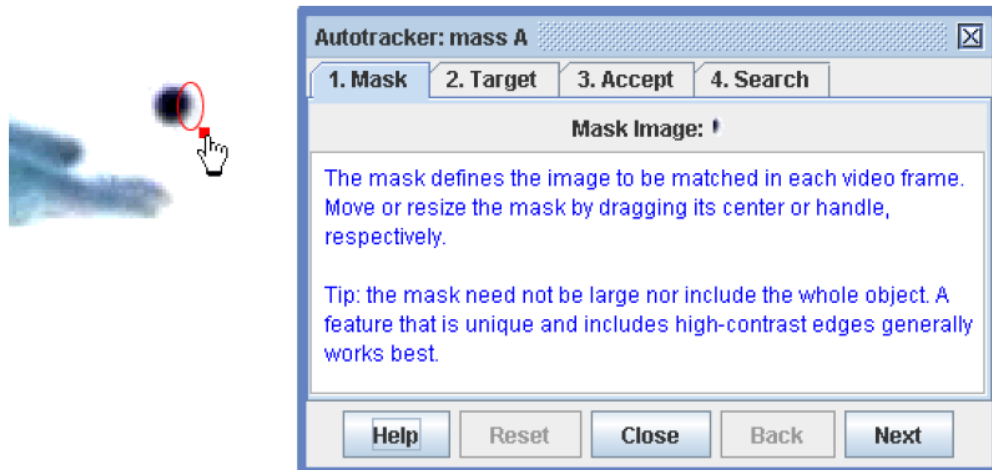 Autotracker: mass A
1. Mask 2. Target 3. Accept 4. Search
Mask Image:
The mask defines the image to be matched in each video frame.
Move or resize the mask by dragging its center or handle,
respectively.
Tip: the mask need not be large nor include the whole object. A
feature that is unique and includes high-contrast edges generally
works best.
Help Reset Close Back Next